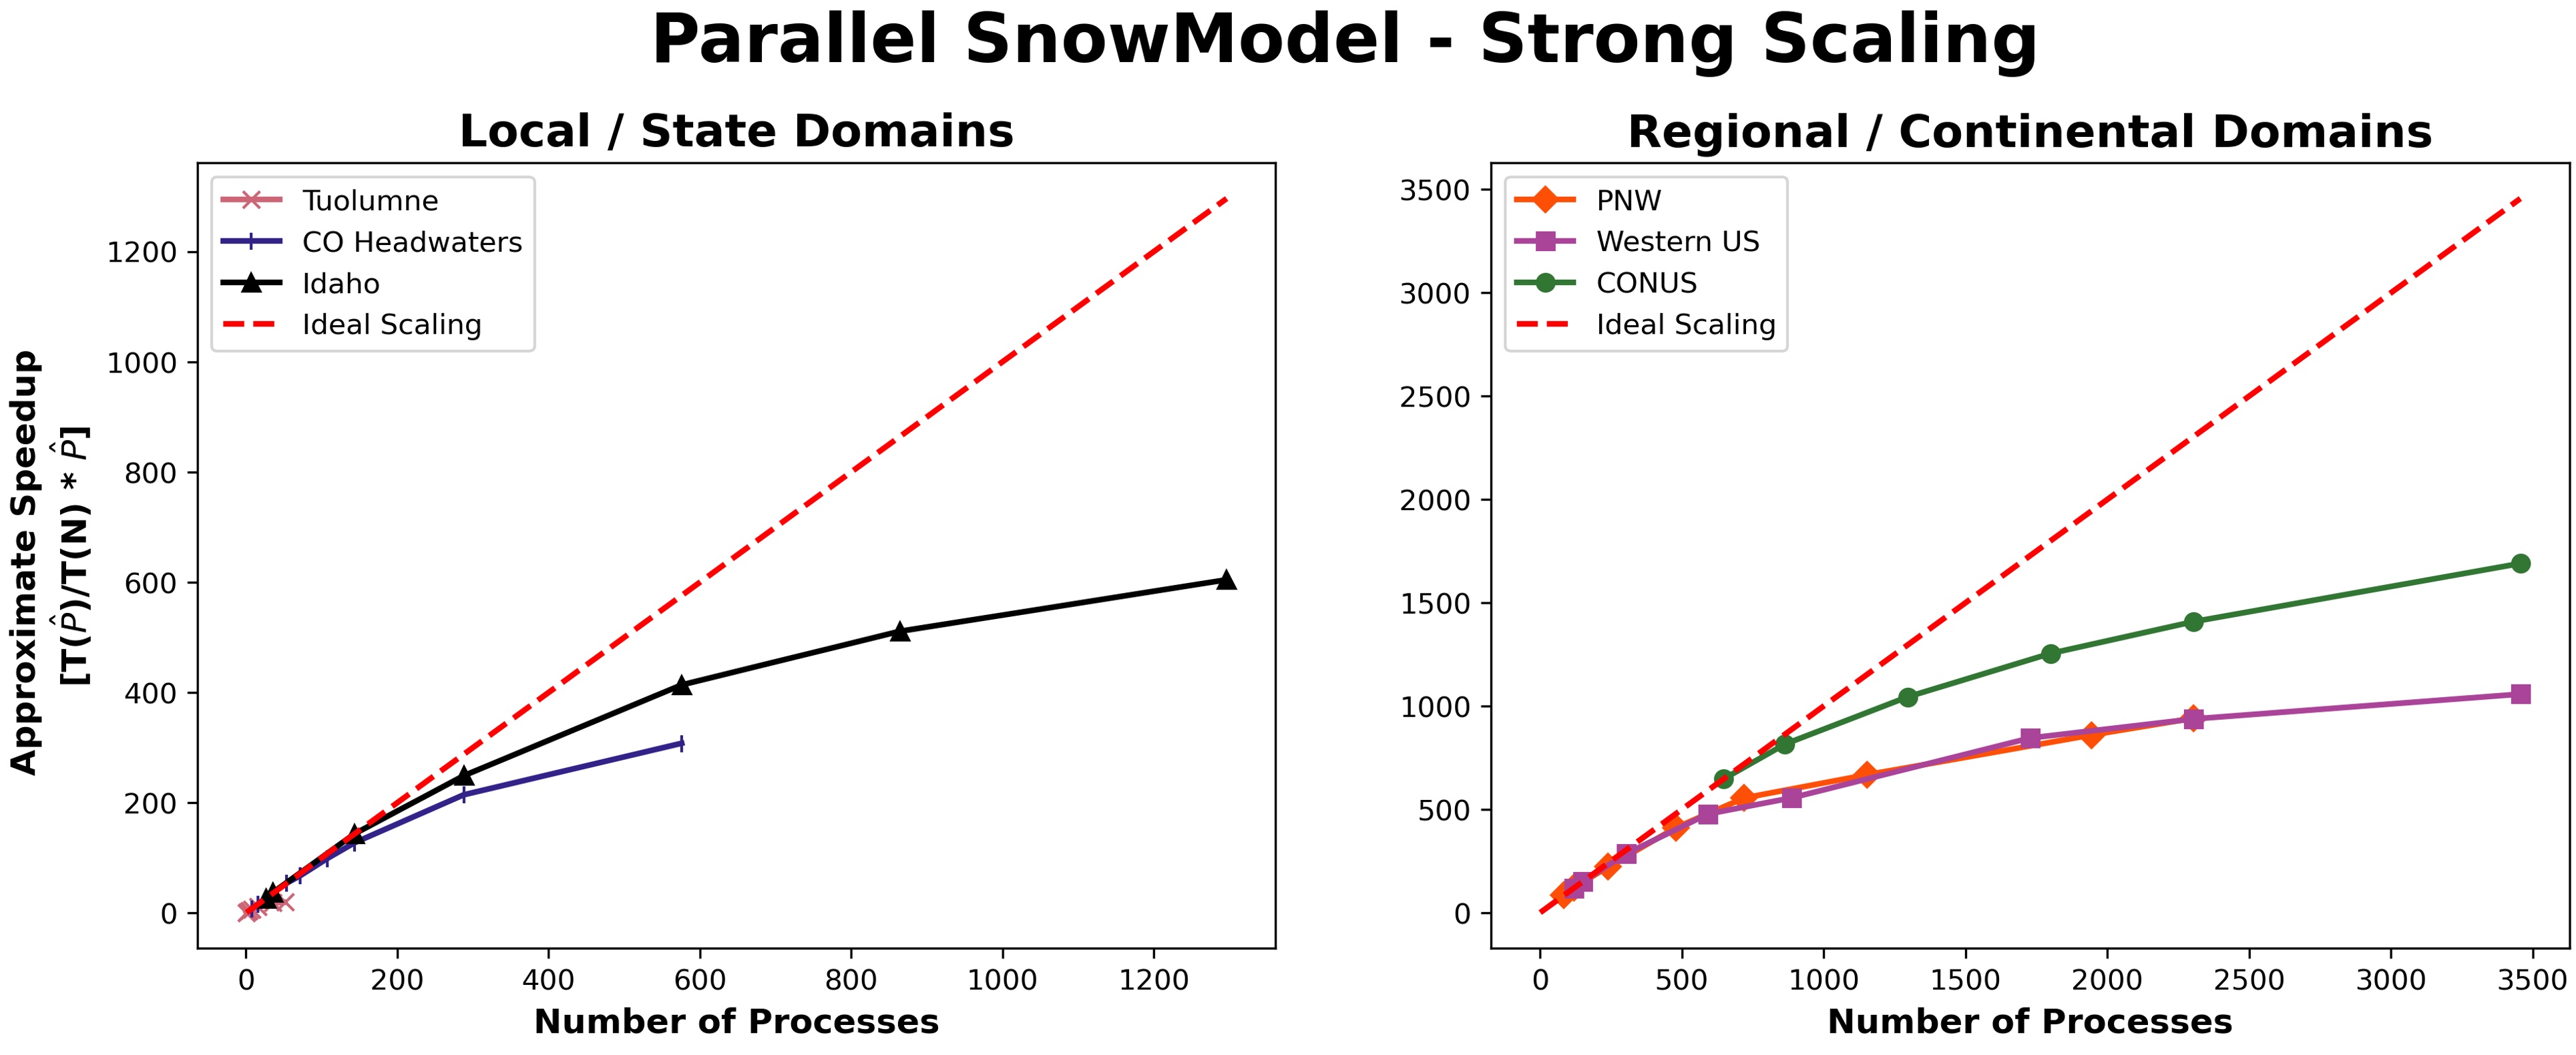 Parallel SnowModel - Strong Scaling
Local / State Domains
Tuolumne
CO Headwaters
Idaho
Ideal Scaling
Approximate Speedup
[T(P̂)/T(N) * P̂]
1200
1000
800
600
400
200
0
0 200 400 600 800 1000 1200
Number of Processes
Regional / Continental Domains
PNW
Western US
CONUS
Ideal Scaling
3500
3000
2500
2000
1500
1000
500
0
0 500 1000 1500 2000 2500 3000 3500
Number of Processes